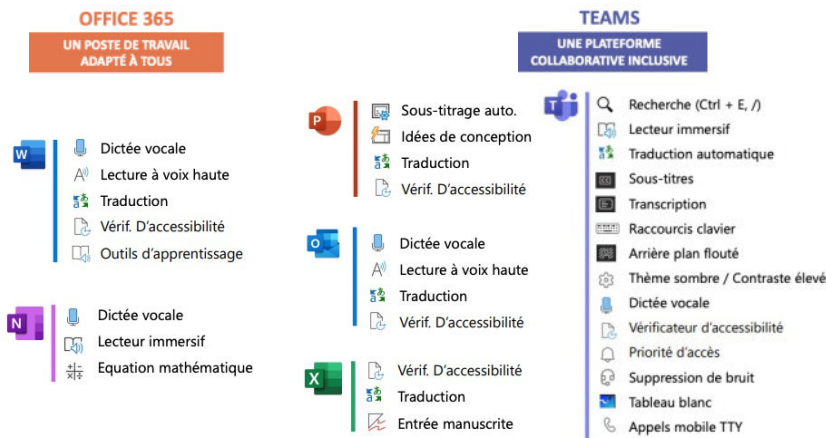 OFFICE 365
UN POSTE DE TRAVAIL
ADAPTÉ À TOUS
W
Dictée vocale
Lecture à voix haute
Traduction
Vérif. D'accessibilité
Outils d'apprentissage
N
Dictée vocale
Lecteur immersif
Equation mathématique
P
Sous-titrage auto.
Idées de conception
Traduction
Vérif. D'accessibilité
O
Dictée vocale
Lecture à voix haute
Traduction
Vérif. D'accessibilité
X
Vérif. D'accessibilité
Traduction
Entrée manuscrite
TEAMS
UNE PLATEFORME
COLLABORATIVE INCLUSIVE
T
Recherche (Ctrl + E, /)
Lecteur immersif
Traduction automatique
Sous-titres
Transcription
Raccourcis clavier
Arrière plan flouté
Thème sombre / Contraste élevé
Dictée vocale
Vérificateur d'accessibilité
Priorité d'accès
Suppression de bruit
Tableau blanc
Appels mobile TTY